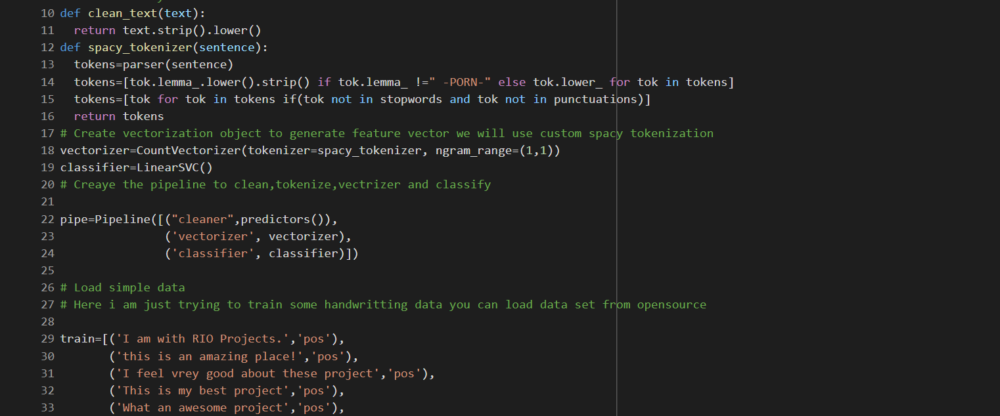 10 def clean_text(text):
11   return text.strip().lower()
12 def spacy_tokenizer(sentence):
13   tokens=parser(sentence)
14   tokens=[tok.lemma_.lower().strip() if tok.lemma_ !=" -PORN-" else tok.lower_ for tok in tokens]
15   tokens=[tok for tok in tokens if(tok not in stopwords and tok not in punctuations)]
16   return tokens
17 # Create vectorization object to generate feature vector we will use custom spacy tokenization
18 vectorizer=CountVectorizer(tokenizer=spacy_tokenizer, ngram_range=(1,1))
19 classifier=LinearSVC()
20 # Creaye the pipeline to clean,tokenize,vectrizer and classify
21
22 pipe=Pipeline([("cleaner",predictors()),
23                ('vectorizer', vectorizer),
24                ('classifier', classifier)])
25
26 # Load simple data
27 # Here i am just trying to train some handwritting data you can load data set from opensource
28
29 train=[('I am with RIO Projects.','pos'),
30        ('this is an amazing place!','pos'),
31        ('I feel vrey good about these project','pos'),
32        ('This is my best project','pos'),
33        ('What an awesome project','pos'),